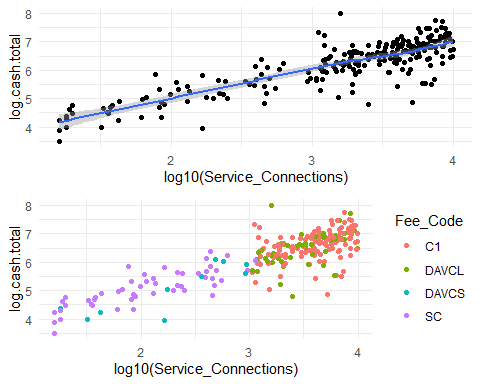 8
7
6
5
4
log.cash.total
2
3
4
log10(Service_Connections)
8
7
6
5
4
log.cash.total
2
3
4
log10(Service_Connections)
Fee_Code
C1
DAVCL
DAVCS
SC